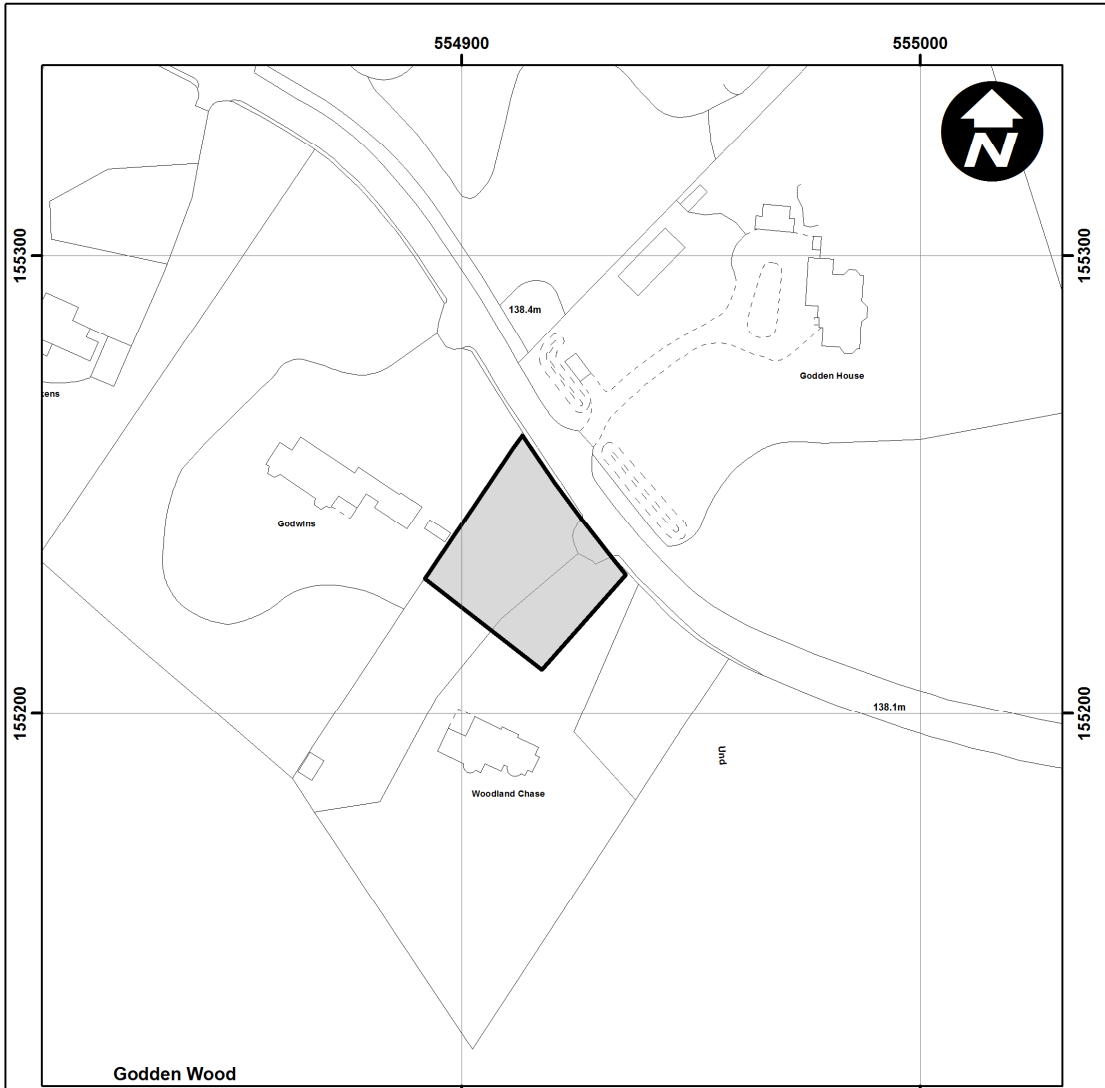 554900
555000
N
155300
155300
138.4m
Godden House
kens
Godwins
155200
155200
138.1m
Und
Woodland Chase
Godden Wood